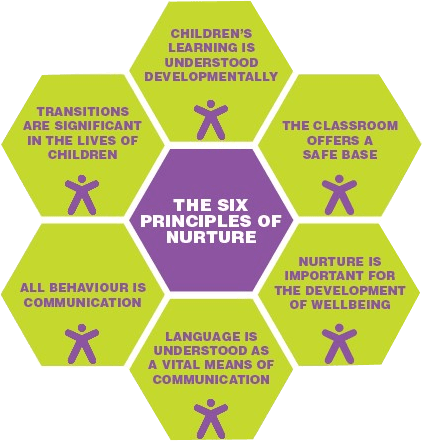 CHILDREN'S
LEARNING IS
UNDERSTOOD
DEVELOPMENTALLY
THE CLASSROOM
OFFERS A
SAFE BASE
NURTURE IS
IMPORTANT FOR
THE DEVELOPMENT
OF WELLBEING
LANGUAGE IS
UNDERSTOOD AS
A VITAL MEANS OF
COMMUNICATION
ALL BEHAVIOUR IS
COMMUNICATION
TRANSITIONS
ARE SIGNIFICANT
IN THE LIVES OF
CHILDREN
THE SIX
PRINCIPLES OF
NURTURE